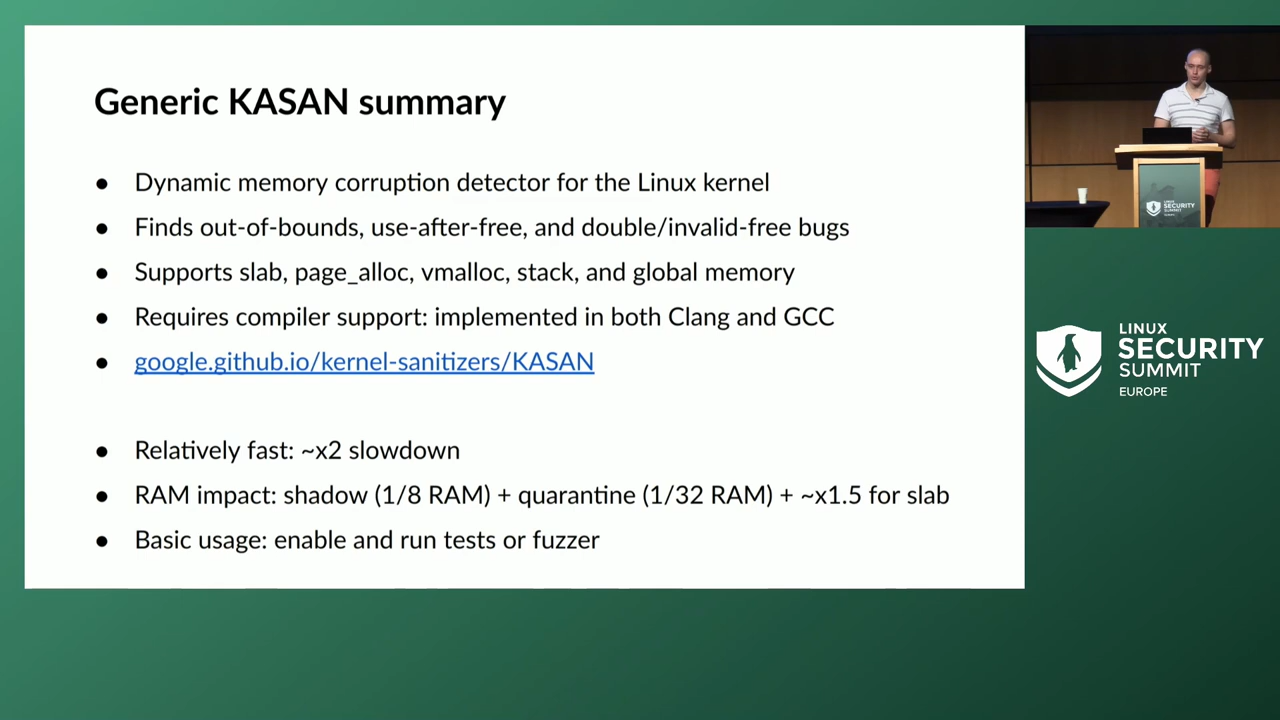 Generic KASAN summary
● Dynamic memory corruption detector for the Linux kernel
● Finds out-of-bounds, use-after-free, and double/invalid-free bugs
● Supports slab, page_alloc, vmalloc, stack, and global memory
● Requires compiler support: implemented in both Clang and GCC
● google.github.io/kernel-sanitizers/KASAN
● Relatively fast: ~x2 slowdown
● RAM impact: shadow (1/8 RAM) + quarantine (1/32 RAM) + ~x1.5 for slab
● Basic usage: enable and run tests or fuzzer
LINUX
SECURITY
SUMMIT
LINUX
SECURITY
SUMMIT
EUROPE